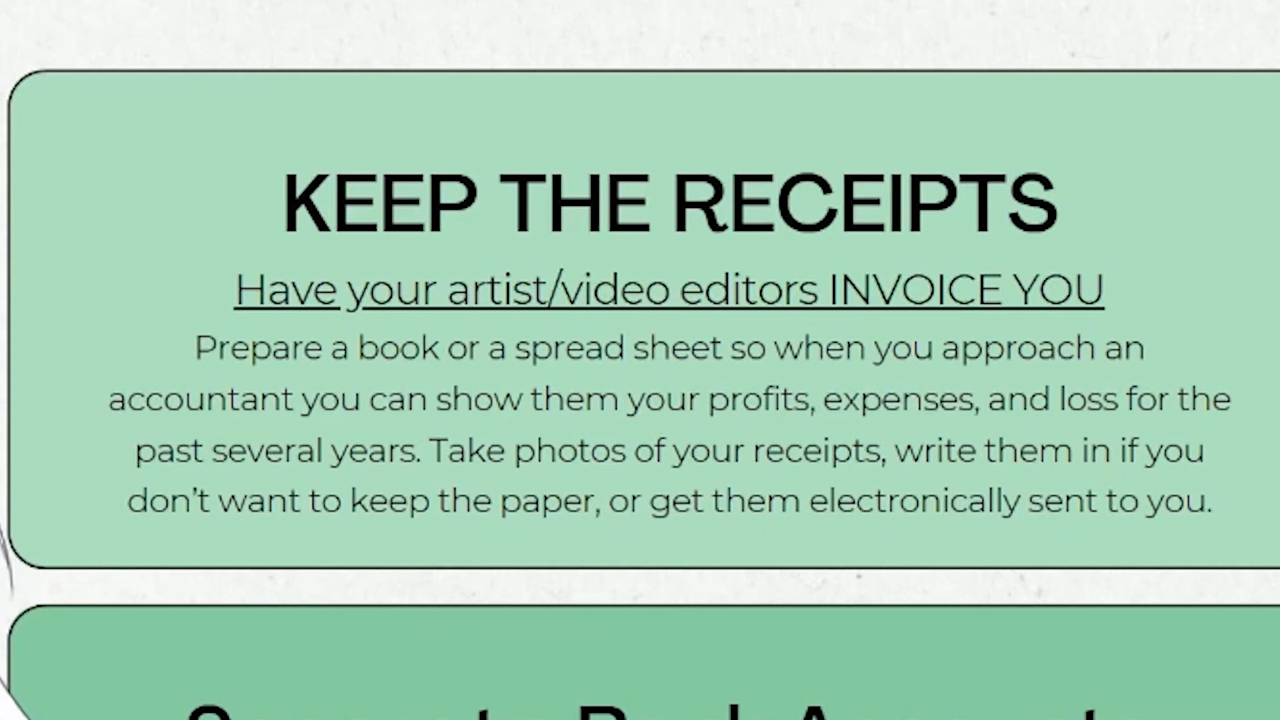 KEEP THE RECEIPTS
Have your artist/video editors INVOICE YOU
Prepare a book or a spread sheet so when you approach an
accountant you can show them your profits, expenses, and loss for the
past several years. Take photos of your receipts, write them in if you
don't want to keep the paper, or get them electronically sent to you.